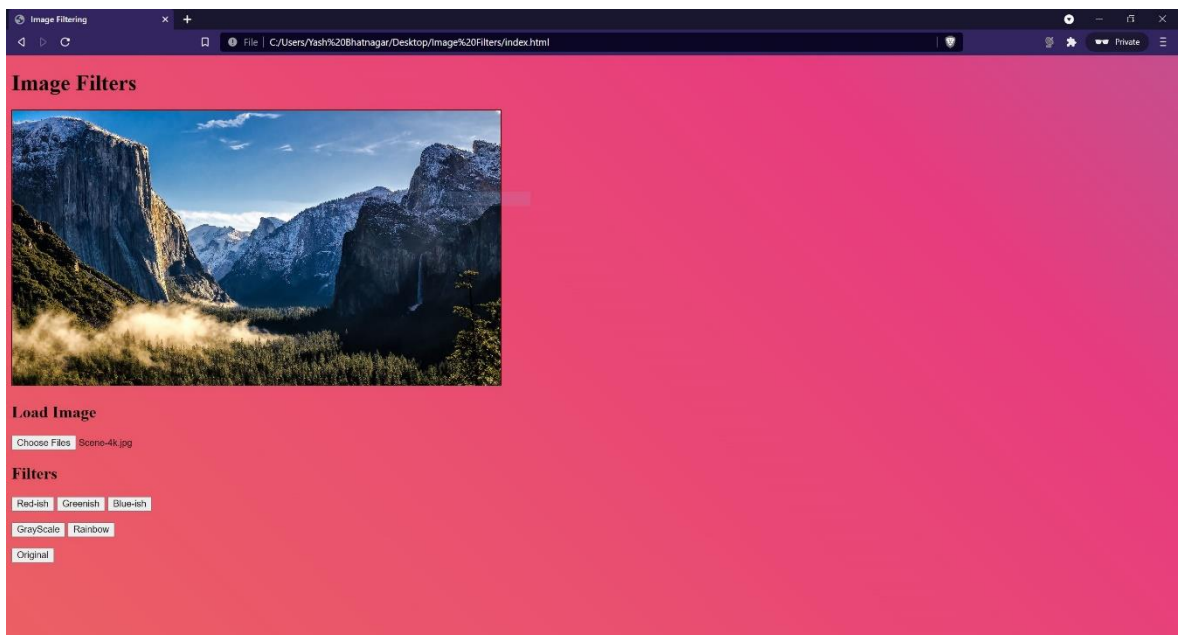 Image Filtering
File | C:/Users/Yash%20Bhatnagar/Desktop/Image%20Filters/index.html
Private
Image Filters
Load Image
Choose Files Scene-4k.jpg
Filters
Red-ish Greenish Blue-ish
GrayScale Rainbow
Original